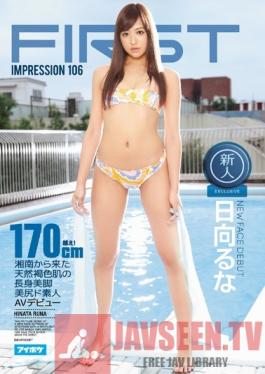 FIRST
IMPRESSION 106
新人
EXCLUSIVE
NEW FACE DEBUT
日向るな
170cm
越え!
湘南から来た
天然褐色肌の
長身美脚
美尻ド素人
AVデビュー
HINATA RUNA
アイポケ
JAVSEEN.TV
FREE JAV LIBRARY